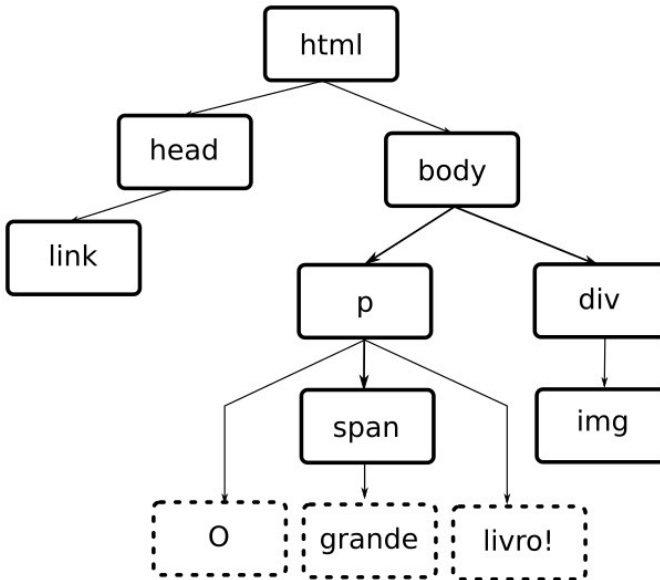 html
head
body
link
p
div
span
img
O
grande
livro!